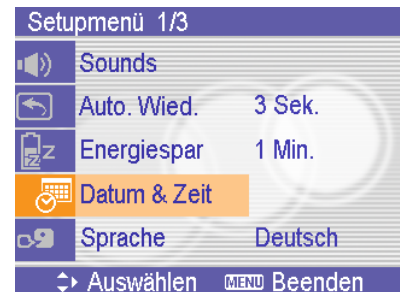 Setupmenü 1/3
Sounds
Auto. Wied. 3 Sek.
Energiespar 1 Min.
Datum & Zeit
Sprache Deutsch
Auswählen MENU Beenden